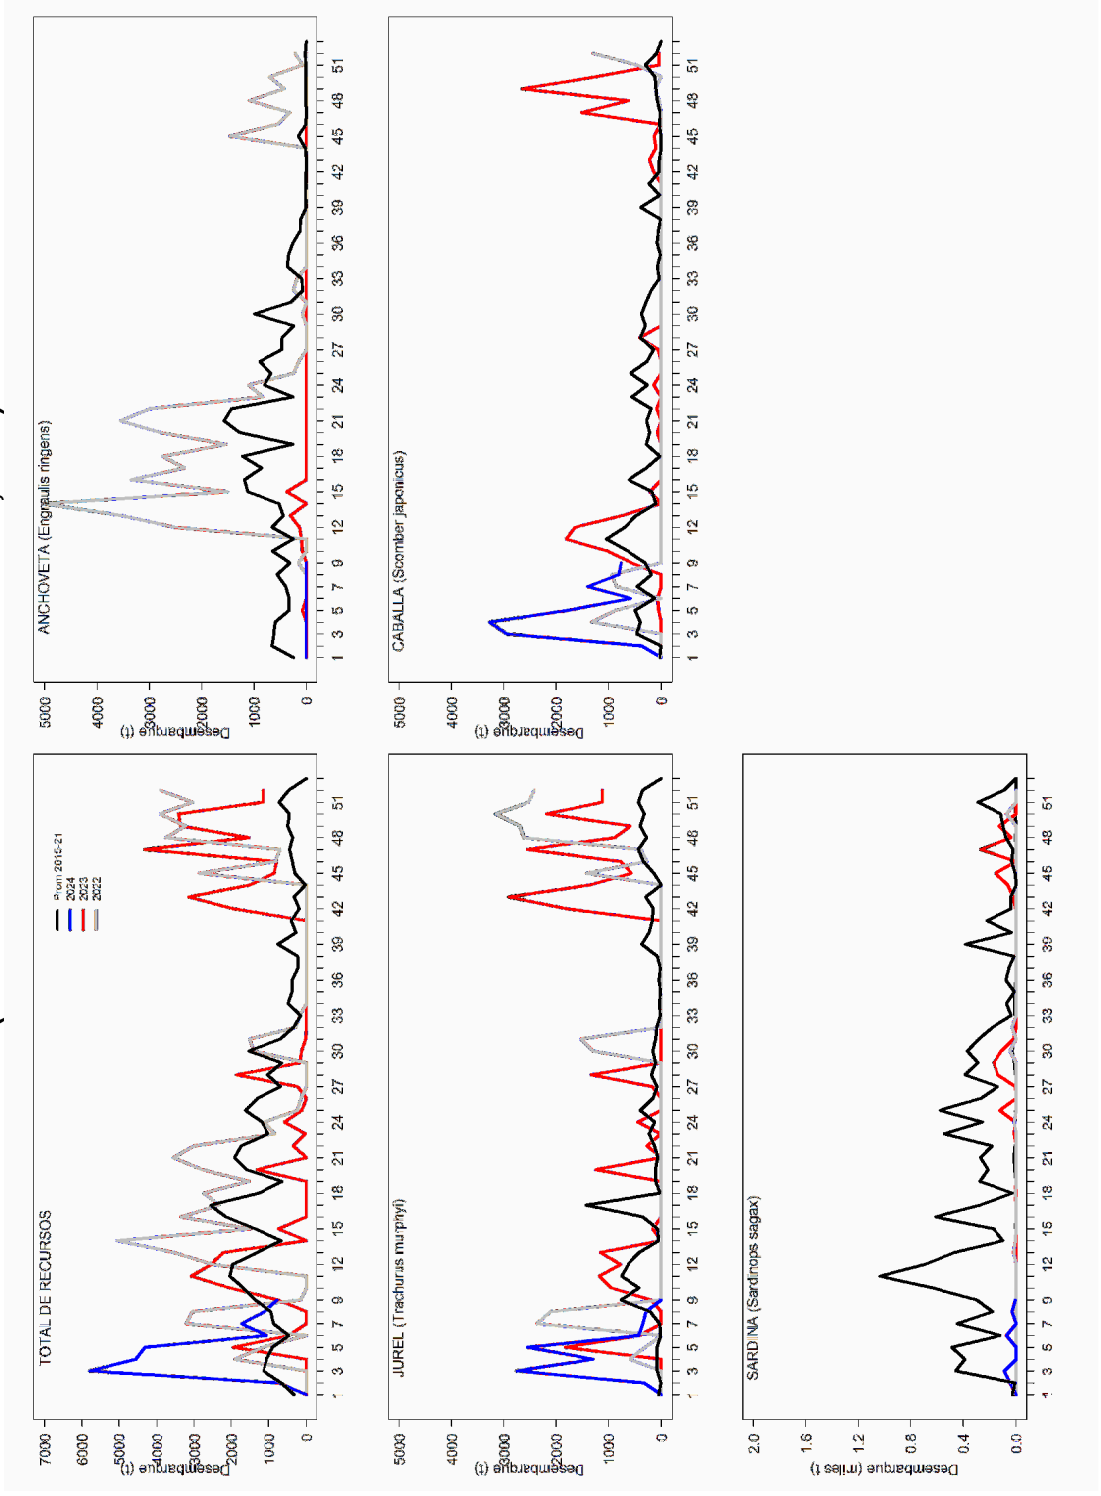 TOTAL DE RECURSOS
Desembarque (t)
7000
6000
5000
4000
3000
2000
1000
0
Prom 2015-21
2024
2023
2022
1 3 5 7 9 12 15 18 21 24 27 30 33 36 39 42 45 48 51
ANCHOVETA (Engraulis ringens)
Desembarque (t)
5000
4000
3000
2000
1000
0
1 3 5 7 9 12 15 18 21 24 27 30 33 36 39 42 45 48 51
JUREL (Trachurus murphyi)
Desembarque (t)
5000
4000
3000
2000
1000
0
1 3 5 7 9 12 15 18 21 24 27 30 33 36 39 42 45 48 51
CABALLA (Scomber japonicus)
Desembarque (t)
5000
4000
3000
2000
1000
0
1 3 5 7 9 12 15 18 21 24 27 30 33 36 39 42 45 48 51
SARDINA (Sardinops sagax)
Desembarque (miles t)
2.0
1.6
1.2
0.8
0.4
0.0
1 3 5 7 9 12 15 18 21 24 27 30 33 36 39 42 45 48 51